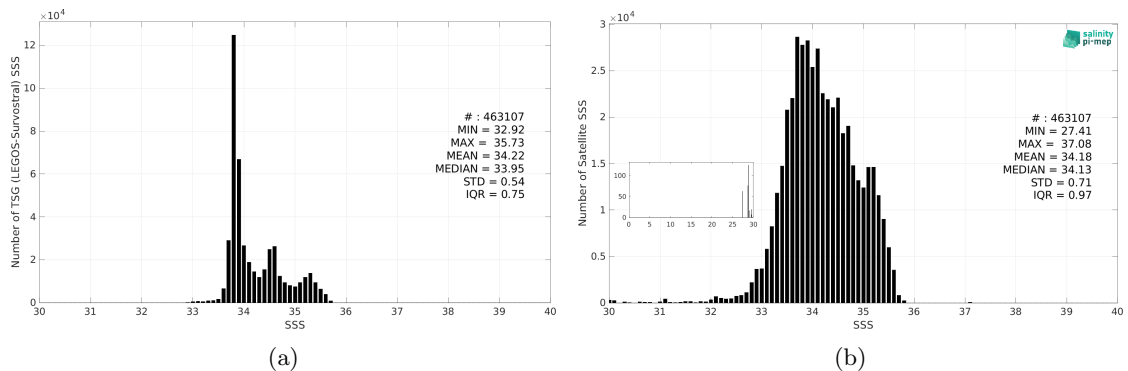 ×10⁴
12
10
8
6
4
2
0
30 31 32 33 34 35 36 37 38 39 40
SSS
Number of TSG (LEGOS-Survostral) SSS
# : 463107
MIN = 32.92
MAX = 35.73
MEAN = 34.22
MEDIAN = 33.95
STD = 0.54
IQR = 0.75
(a)
×10⁴
3
2.5
2
1.5
1
0.5
0
30 31 32 33 34 35 36 37 38 39 40
SSS
Number of Satellite SSS
salinity
pi-mep
# : 463107
MIN = 27.41
MAX = 37.08
MEAN = 34.18
MEDIAN = 34.13
STD = 0.71
IQR = 0.97
100
50
0
0 5 10 15 20 25 30
(b)